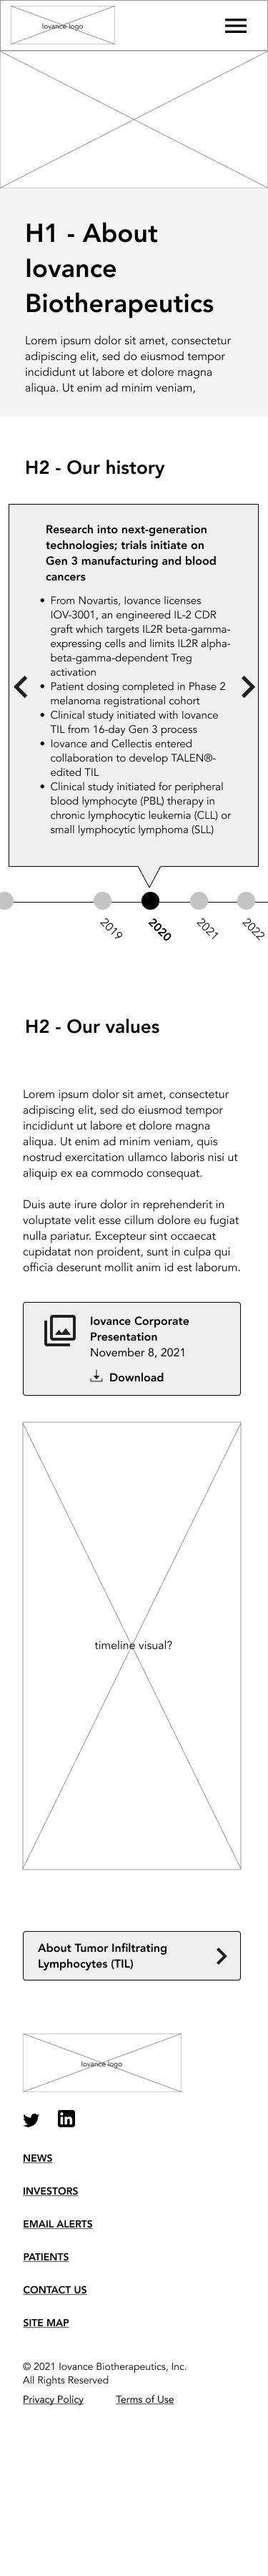 Iovance logo
H1 - About
Iovance
Biotherapeutics
Lorem ipsum dolor sit amet, consectetur
adipiscing elit, sed do eiusmod tempor
incididunt ut labore et dolore magna
aliqua. Ut enim ad minim veniam,
H2 - Our history
Research into next-generation
technologies; trials initiate on
Gen 3 manufacturing and blood
cancers
• From Novartis, Iovance licenses
IOV-3001, an engineered IL-2 CDR
graft which targets IL2R beta-gamma-
expressing cells and limits IL2R alpha-
beta-gamma-dependent Treg
activation
• Patient dosing completed in Phase 2
melanoma registrational cohort
• Clinical study initiated with Iovance
TIL from 16-day Gen 3 process
• Iovance and Cellectis entered
collaboration to develop TALEN®-
edited TIL
• Clinical study initiated for peripheral
blood lymphocyte (PBL) therapy in
chronic lymphocytic leukemia (CLL) or
small lymphocytic lymphoma (SLL)
2019
2020
2021
2022
H2 - Our values
Lorem ipsum dolor sit amet, consectetur
adipiscing elit, sed do eiusmod tempor
incididunt ut labore et dolore magna
aliqua. Ut enim ad minim veniam, quis
nostrud exercitation ullamco laboris nisi ut
aliquip ex ea commodo consequat.
Duis aute irure dolor in reprehenderit in
voluptate velit esse cillum dolore eu fugiat
nulla pariatur. Excepteur sint occaecat
cupidatat non proident, sunt in culpa qui
officia deserunt mollit anim id est laborum.
Iovance Corporate
Presentation
November 8, 2021
Download
timeline visual?
About Tumor Infiltrating
Lymphocytes (TIL)
Iovance logo
NEWS
INVESTORS
EMAIL ALERTS
PATIENTS
CONTACT US
SITE MAP
© 2021 Iovance Biotherapeutics, Inc.
All Rights Reserved
Privacy Policy
Terms of Use